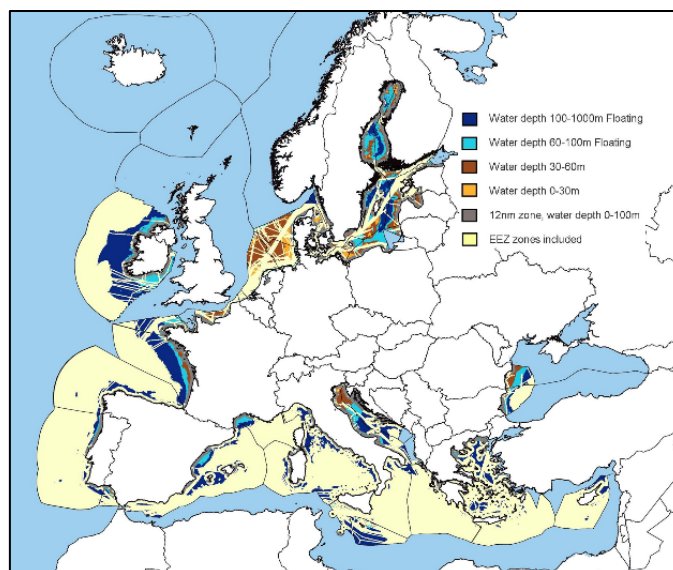 Water depth 100-1000m Floating
Water depth 60-100m Floating
Water depth 30-60m
Water depth 0-30m
12nm zone, water depth 0-100m
EEZ zones included